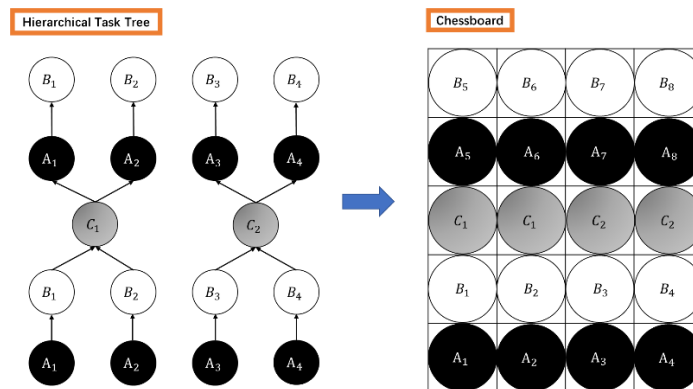 Hierarchical Task Tree
Chessboard
B₁ B₂ B₃ B₄
A₁ A₂ A₃ A₄
C₁ C₂
B₁ B₂ B₃ B₄
A₁ A₂ A₃ A₄
B₅ B₆ B₇ B₈
A₅ A₆ A₇ A₈
C₁ C₁ C₂ C₂
B₁ B₂ B₃ B₄
A₁ A₂ A₃ A₄